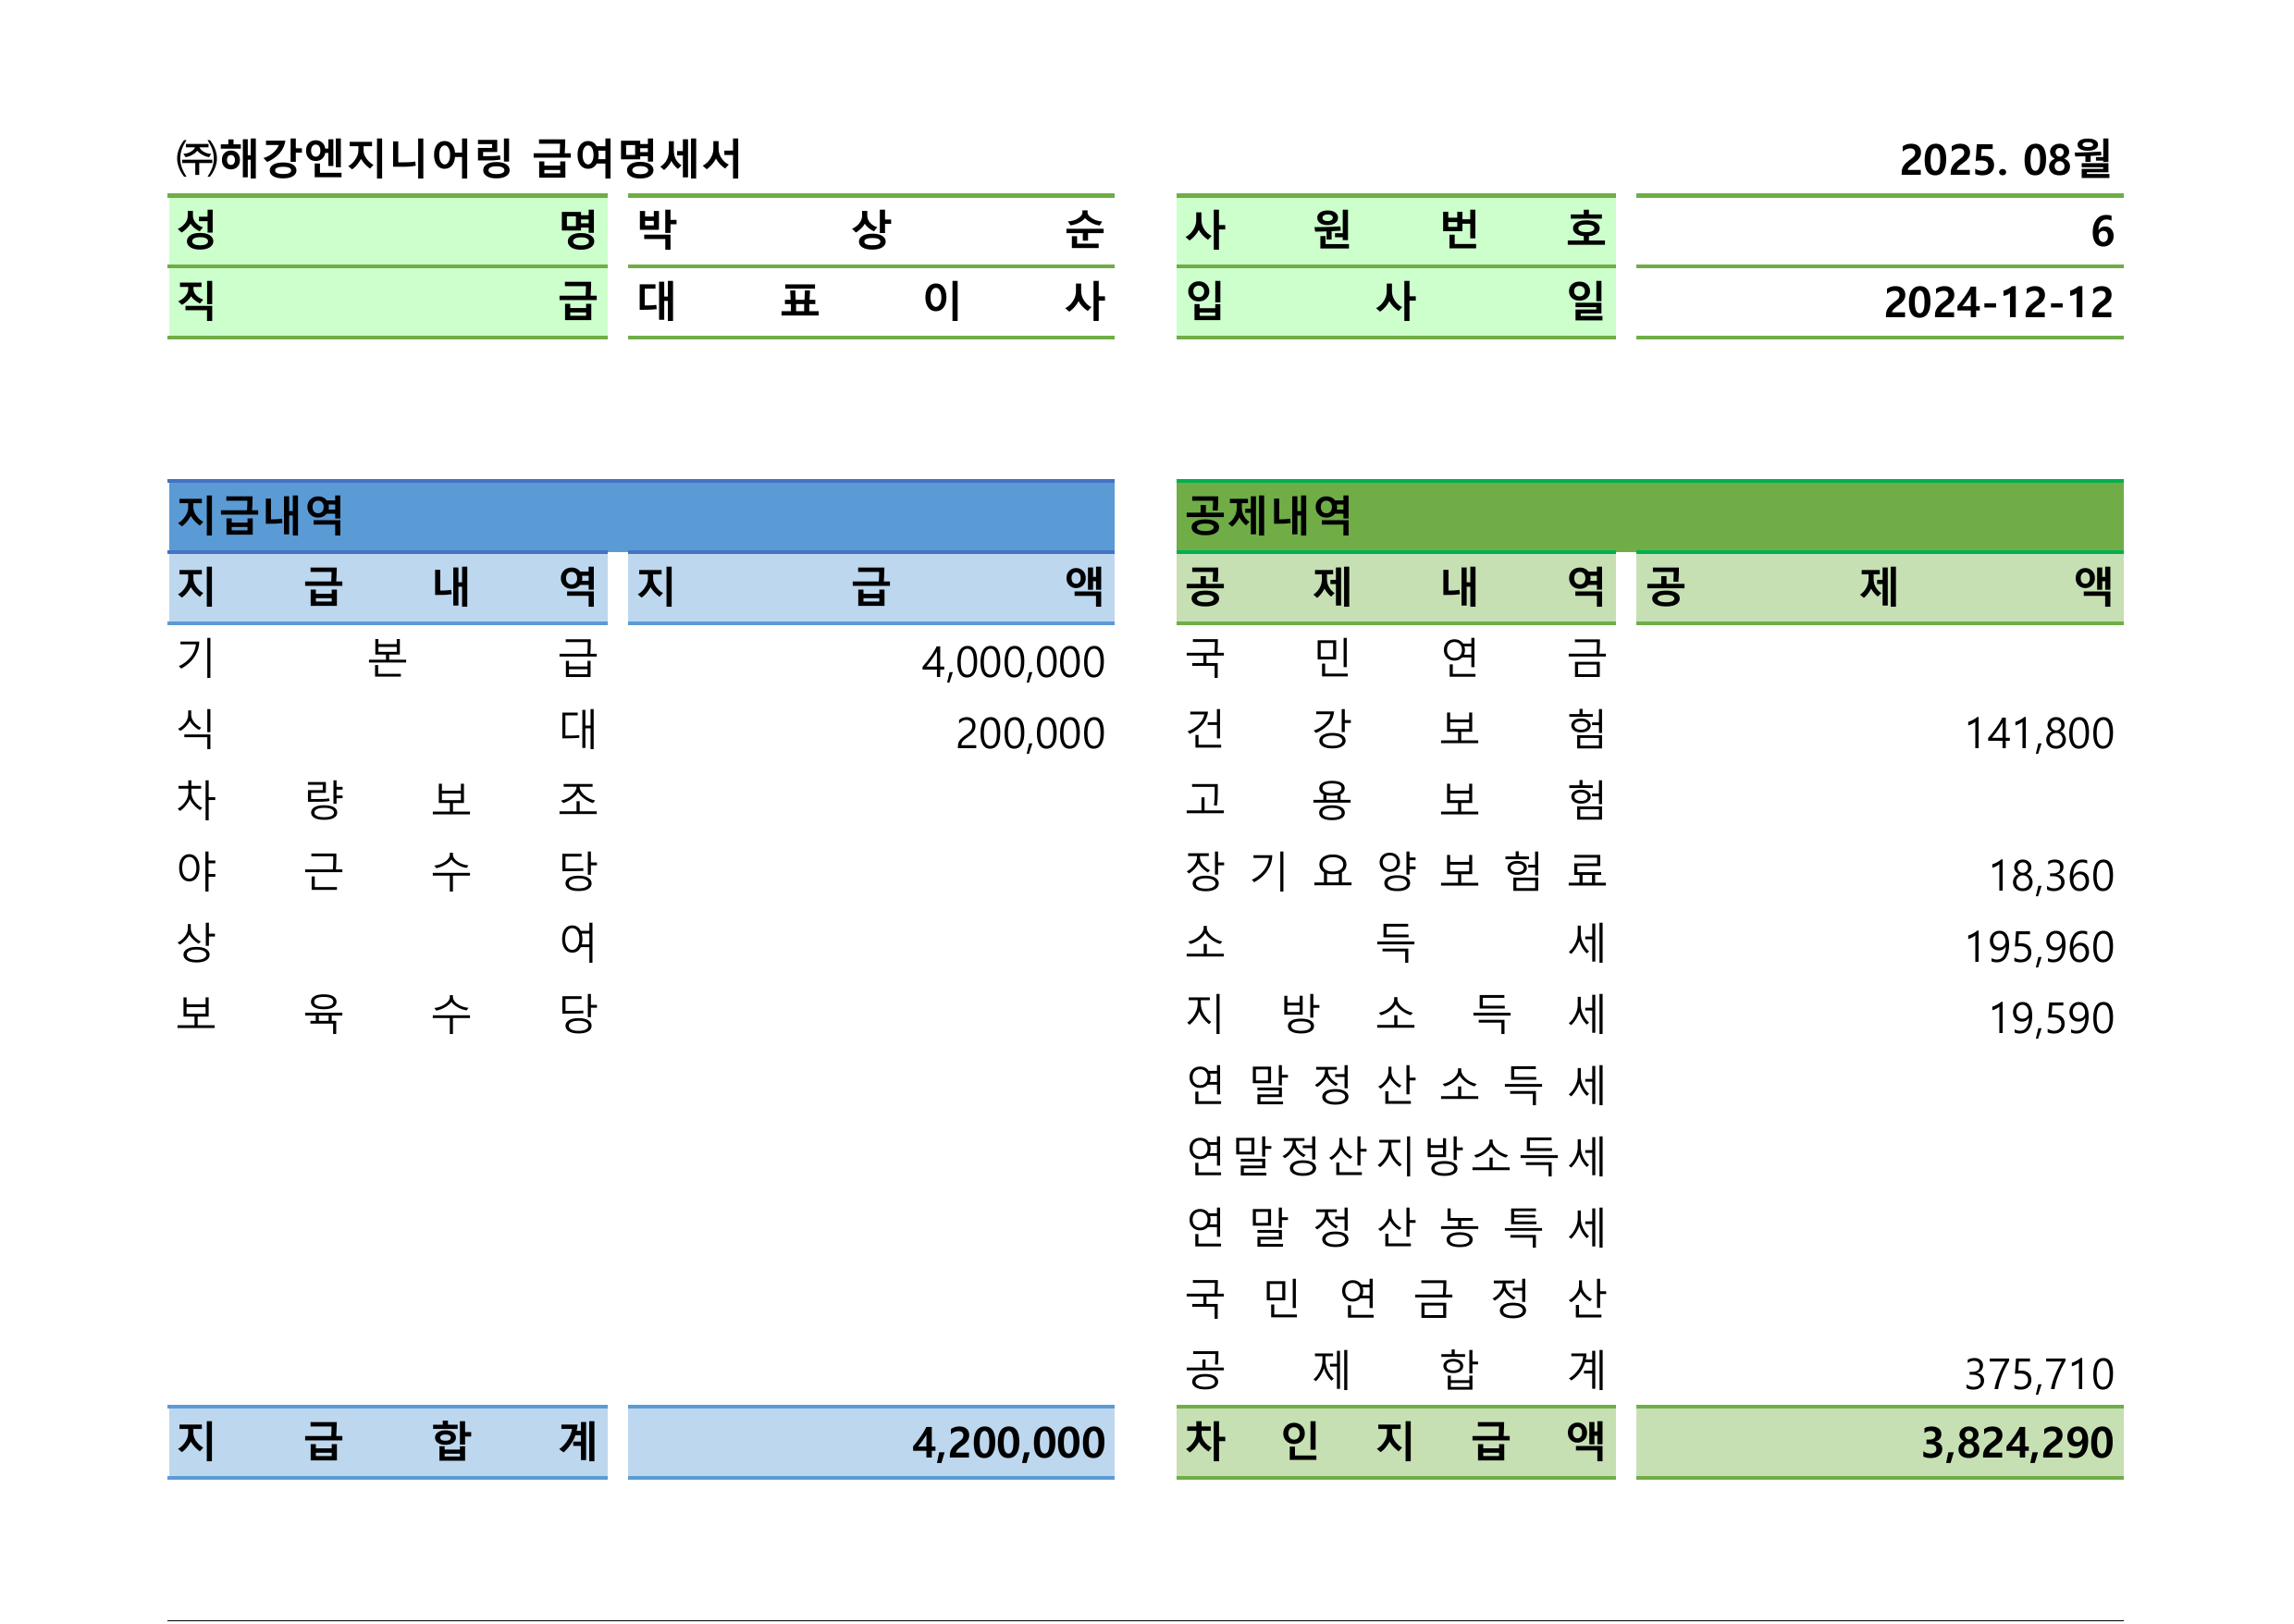 ㈜해강엔지니어링 급여명세서 2025. 08월
성명 박상순 사원번호 6
직급 대표이사 입사일 2024-12-12
지급내역 공제내역
지급내역 지급액 공제내역 공제액
기본급 4,000,000 국민연금
식대 200,000 건강보험 141,800
차량보조 고용보험
야근수당 장기요양보험료 18,360
상여 소득세 195,960
보육수당 지방소득세 19,590
연말정산소득세
연말정산지방소득세
연말정산농특세
국민연금정산
공제합계 375,710
지급합계 4,200,000 차인지급액 3,824,290